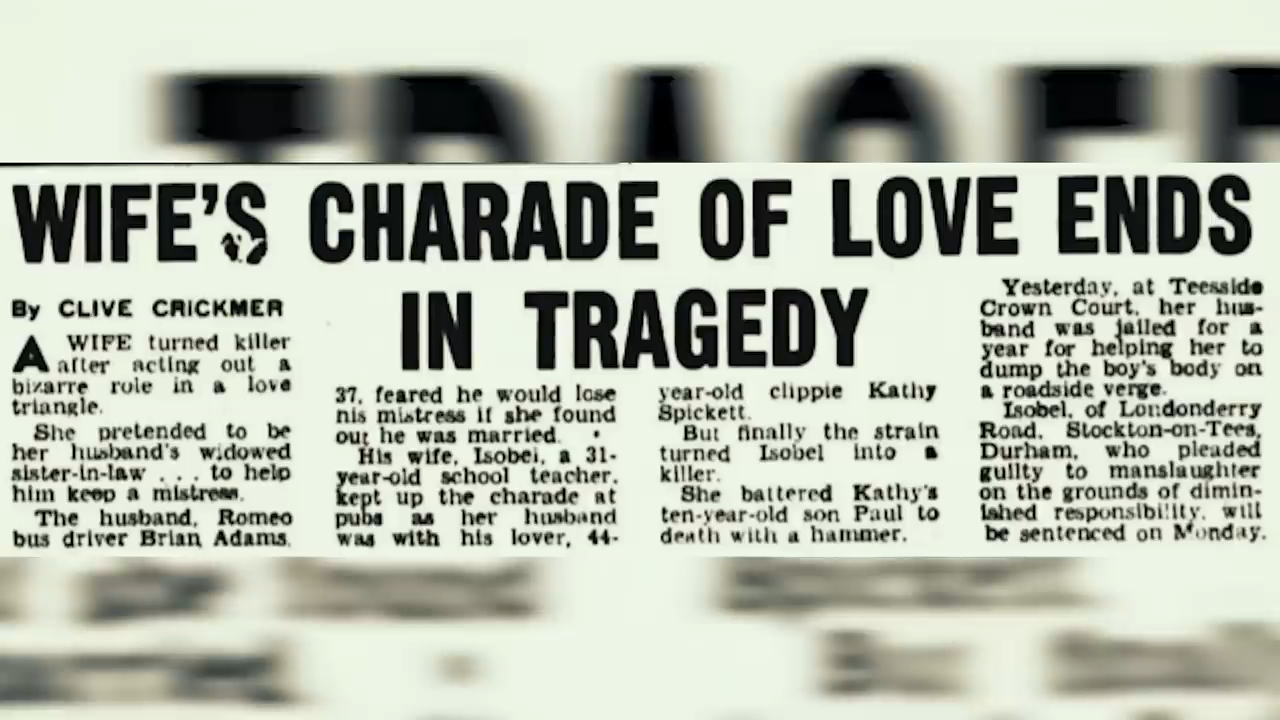 WIFE'S CHARADE OF LOVE ENDS
IN TRAGEDY
By CLIVE CRICKMER
A WIFE turned killer
after acting out a
bizarre role in a love
triangle.
She pretended to be
her husband's widowed
sister-in-law . . . to help
him keep a mistress.
The husband, Romeo
bus driver Brian Adams,
37, feared he would lose
his mistress if she found
out he was married.
His wife, Isobel, a 31-
year-old school teacher,
kept up the charade at
pubs as her husband
was with his lover, 44-
year-old clippie Kathy
Spickett.
But finally the strain
turned Isobel into a
killer.
She battered Kathy's
ten-year-old son Paul to
death with a hammer.
Yesterday, at Teesside
Crown Court, her hus-
band was jailed for a
year for helping her to
dump the boy's body on
a roadside verge.
Isobel, of Londonderry
Road, Stockton-on-Tees,
Durham, who pleaded
guilty to manslaughter
on the grounds of dimin-
ished responsibility, will
be sentenced on Monday.